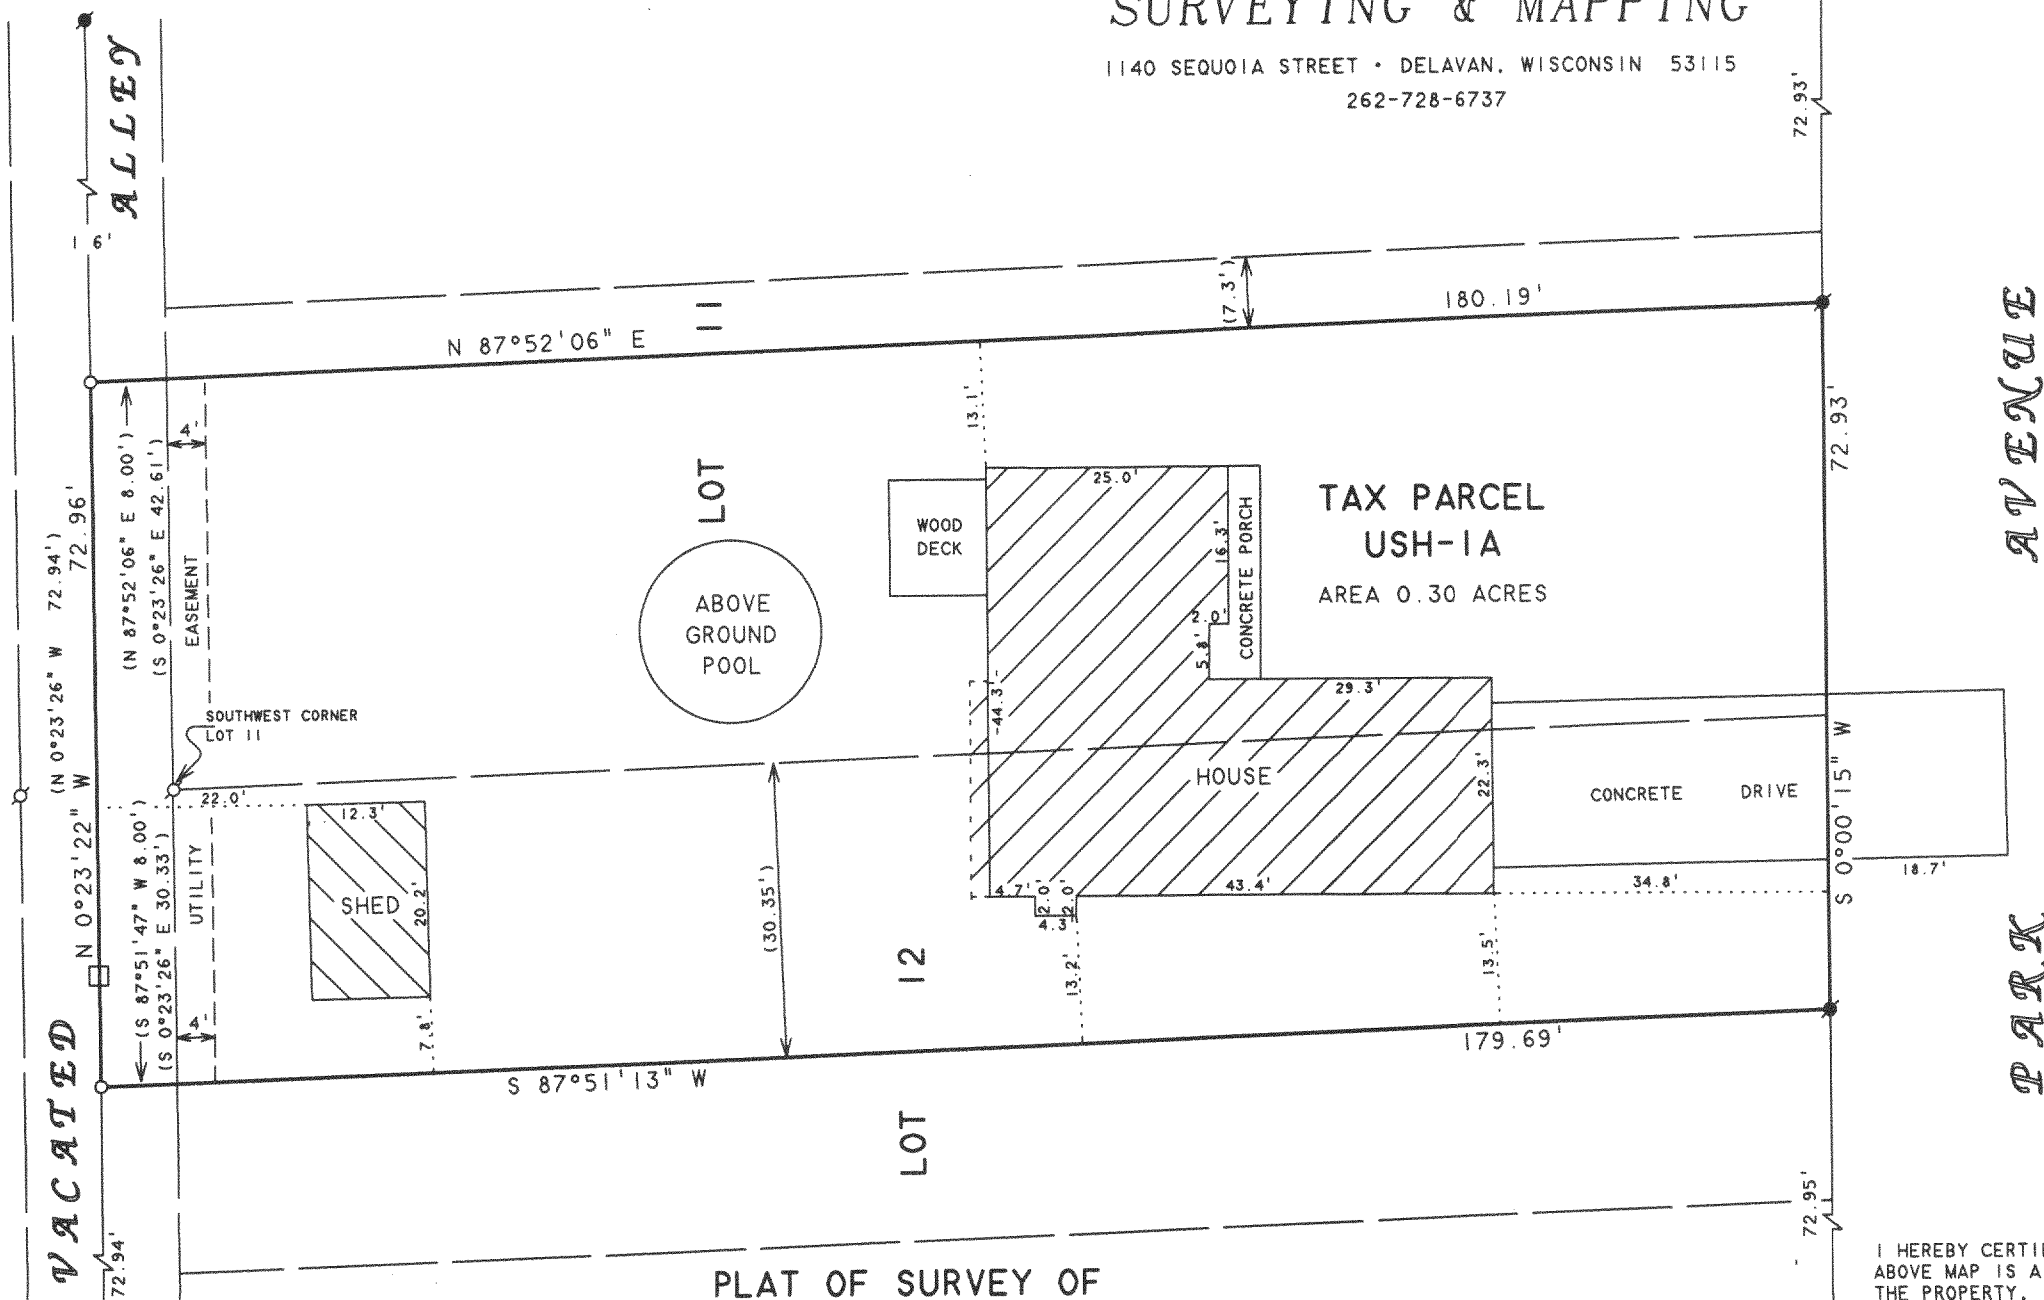 SURVEYING & MAPPING
1140 SEQUOIA STREET • DELAVAN, WISCONSIN 53115
262-728-6737
72.93'
ALLEY
6'
(7.3')
180.19'
11
N 87°52'06" E
AVENUE
72.93'
13.1'
4'
LOT
25.0'
TAX PARCEL
USH-1A
AREA 0.30 ACRES
WOOD
DECK
16.3'
CONCRETE PORCH
2.0'
5.8'
72.96'
(N 0°23'26" W 72.94')
(N 87°52'06" E 8.00')
(S 0°23'26" E 42.61')
EASEMENT
ABOVE
GROUND
POOL
29.3'
44.3'
SOUTHWEST CORNER
LOT 11
HOUSE
22.3'
CONCRETE DRIVE
S 0°00'15" W
22.0'
12.3'
N 0°23'22" W
(S 87°51'47" W 8.00')
(S 0°23'26" E 30.33')
UTILITY
SHED
20.2'
(30.35')
4.7'
2.0'
2.0'
4.3'
43.4'
34.8'
18.7'
12
13.2'
13.5'
PARK
4'
7.8'
179.69'
S 87°51'13" W
VACATED
LOT
72.94'
72.95'
PLAT OF SURVEY OF
I HEREBY CERTI
ABOVE MAP IS A
THE PROPERTY,